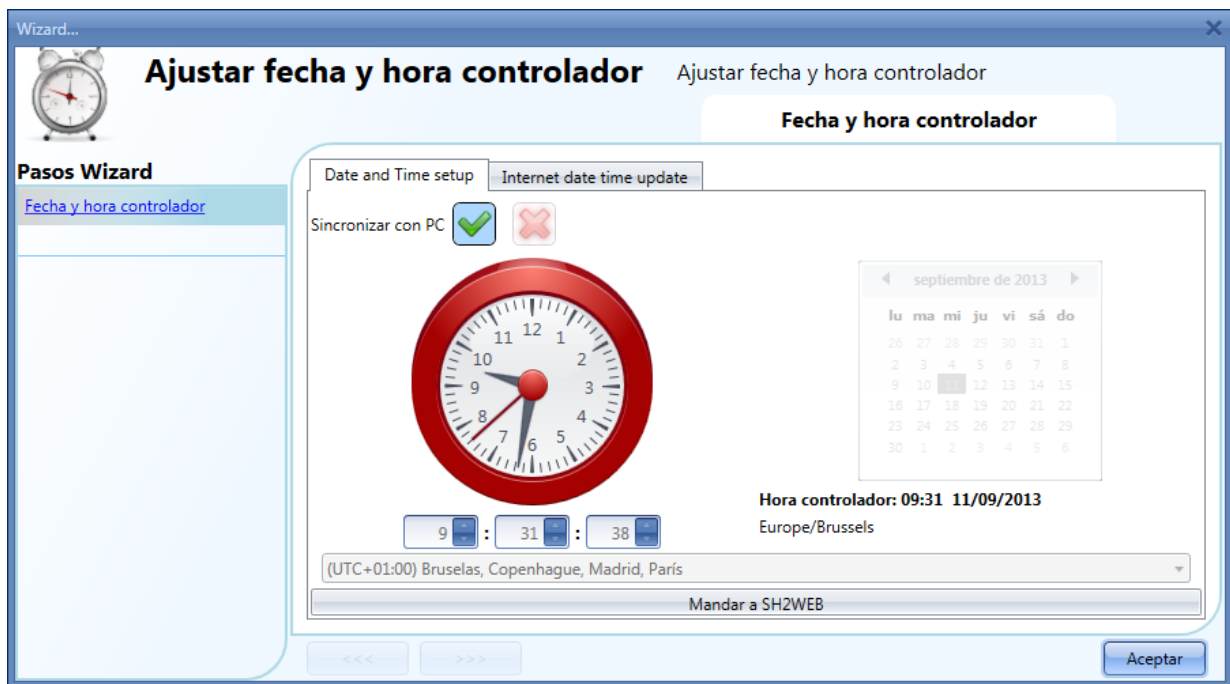 Wizard...
Ajustar fecha y hora controlador
Ajustar fecha y hora controlador
Fecha y hora controlador
Pasos Wizard
Fecha y hora controlador
Date and Time setup
Internet date time update
Sincronizar con PC
12
1
2
3
4
5
6
7
8
9
10
11
septiembre de 2013
lu ma mi ju vi sá do
26 27 28 29 30 31 1
2 3 4 5 6 7 8
9 10 11 12 13 14 15
16 17 18 19 20 21 22
23 24 25 26 27 28 29
30 1 2 3 4 5 6
Hora controlador: 09:31 11/09/2013
Europe/Brussels
9 : 31 : 38
(UTC+01:00) Bruselas, Copenhague, Madrid, París
Mandar a SH2WEB
<<< >>>
Aceptar